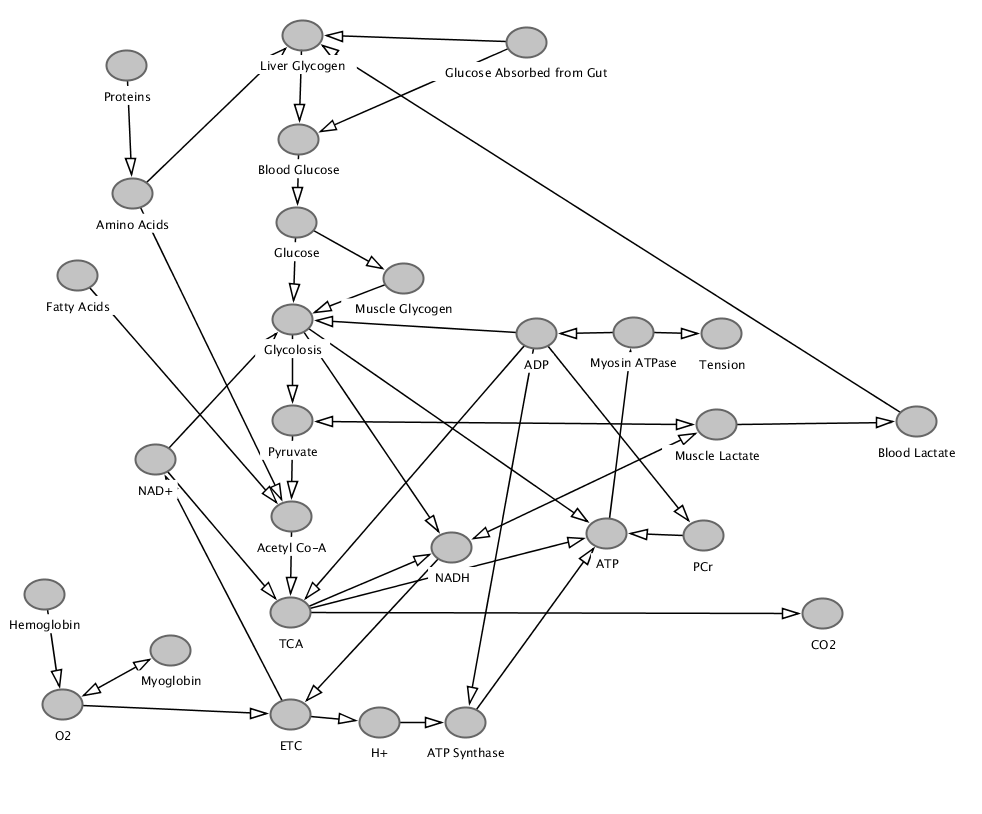 Liver Glycogen
Glucose Absorbed from Gut
Proteins
Blood Glucose
Amino Acids
Glucose
Fatty Acids
Muscle Glycogen
Glycolosis
ADP
Myosin ATPase
Tension
Pyruvate
Muscle Lactate
Blood Lactate
NAD+
Acetyl Co-A
NADH
ATP
PCr
Hemoglobin
TCA
CO2
Myoglobin
O2
ETC
H+
ATP Synthase